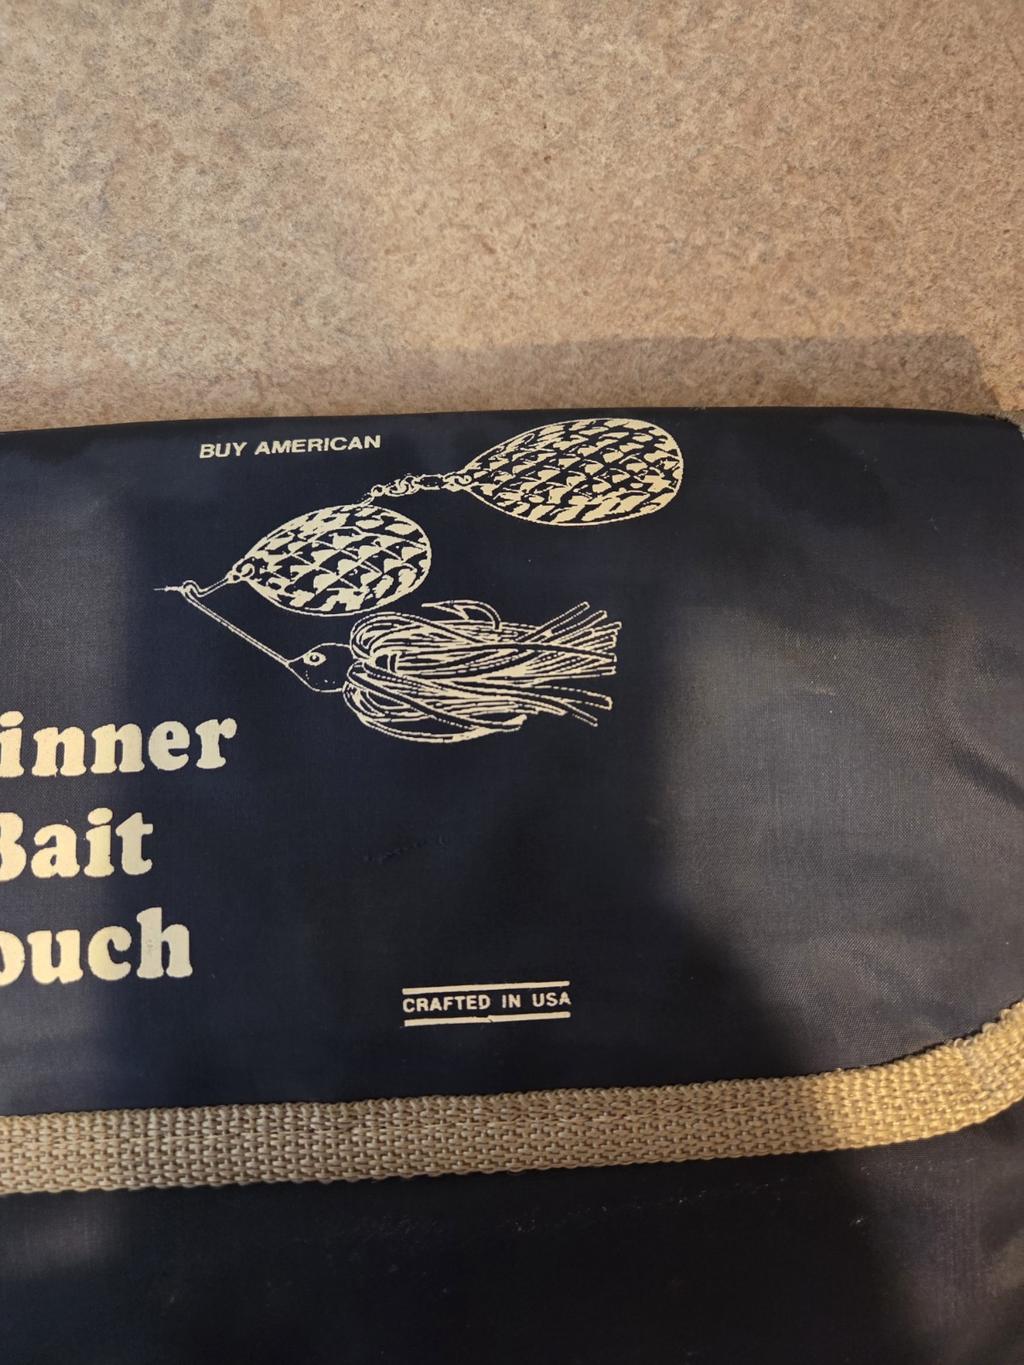 BUY AMERICAN
inner
Bait
ouch
CRAFTED IN USA